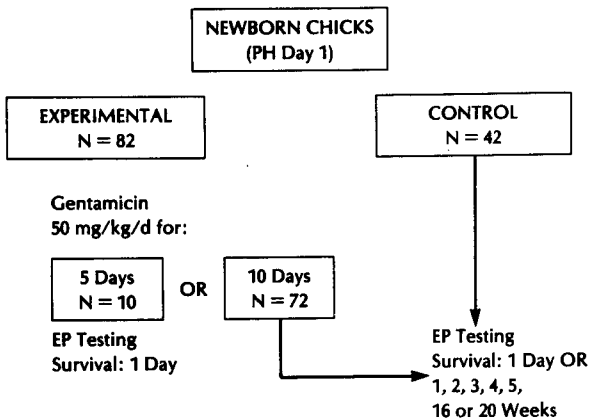 NEWBORN CHICKS
(PH Day 1)
EXPERIMENTAL
N = 82
CONTROL
N = 42
Gentamicin
50 mg/kg/d for:
5 Days
N = 10
OR
10 Days
N = 72
EP Testing
Survival: 1 Day
EP Testing
Survival: 1 Day OR
1, 2, 3, 4, 5,
16 or 20 Weeks